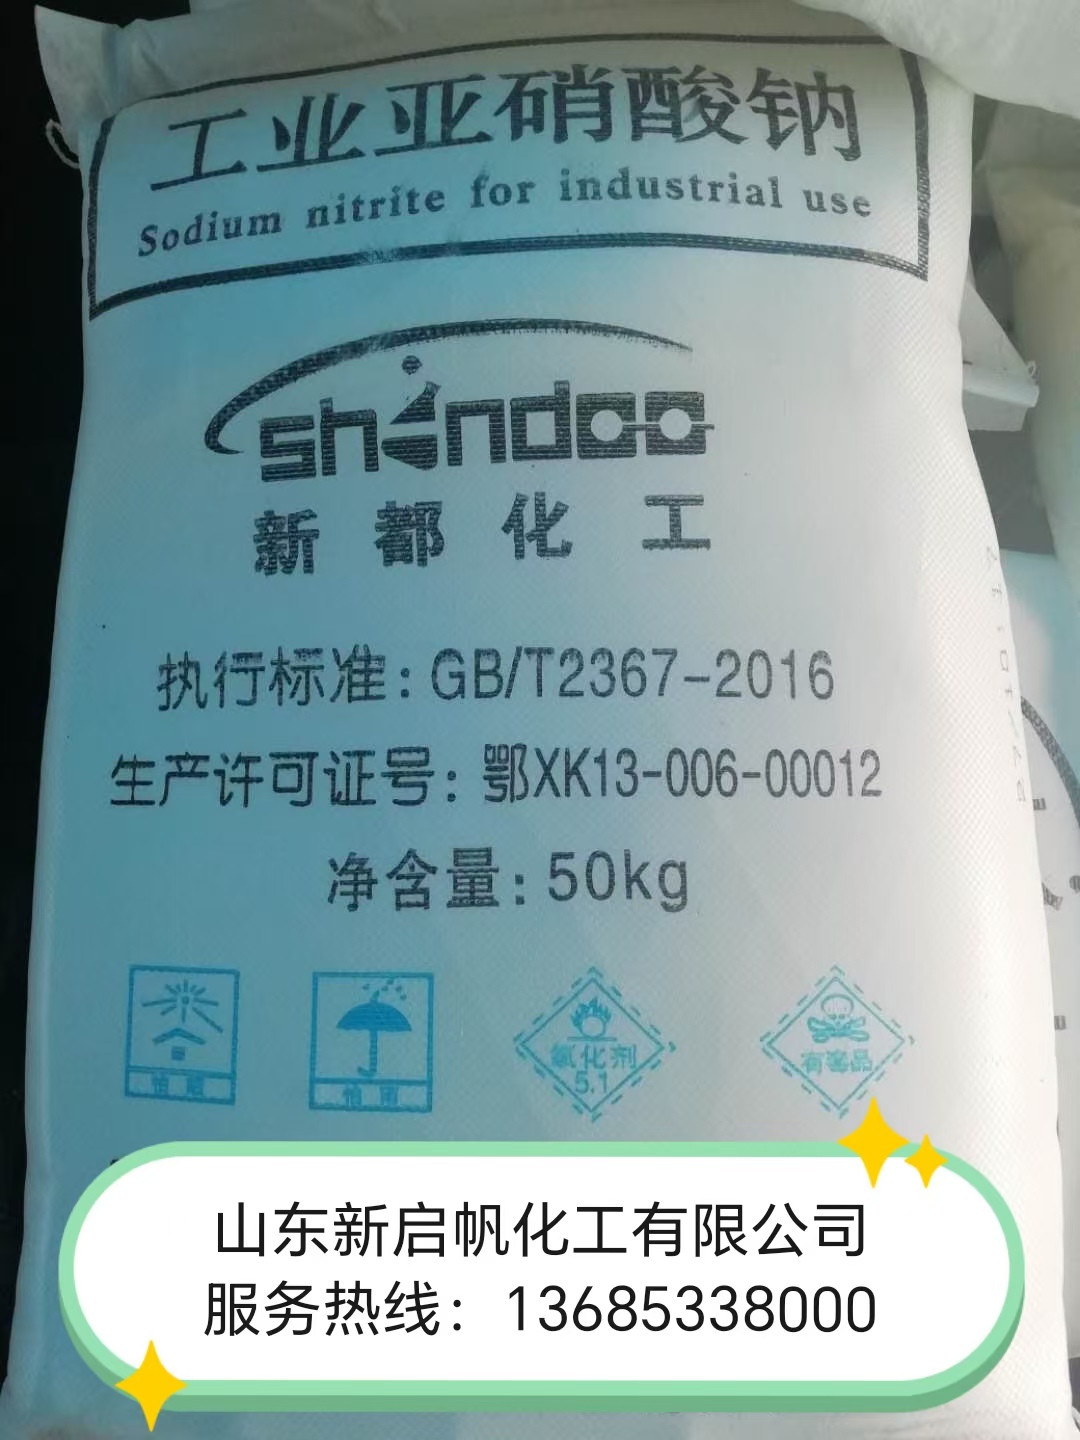 工业亚硝酸钠
Sodium nitrite for industrial use
shindoo
新都化工
执行标准：GB/T2367-2016
生产许可证号：鄂XK13-006-00012
净含量：50kg
怕雨
氧化剂
5.1
有毒品
山东新启帆化工有限公司
服务热线：13685338000